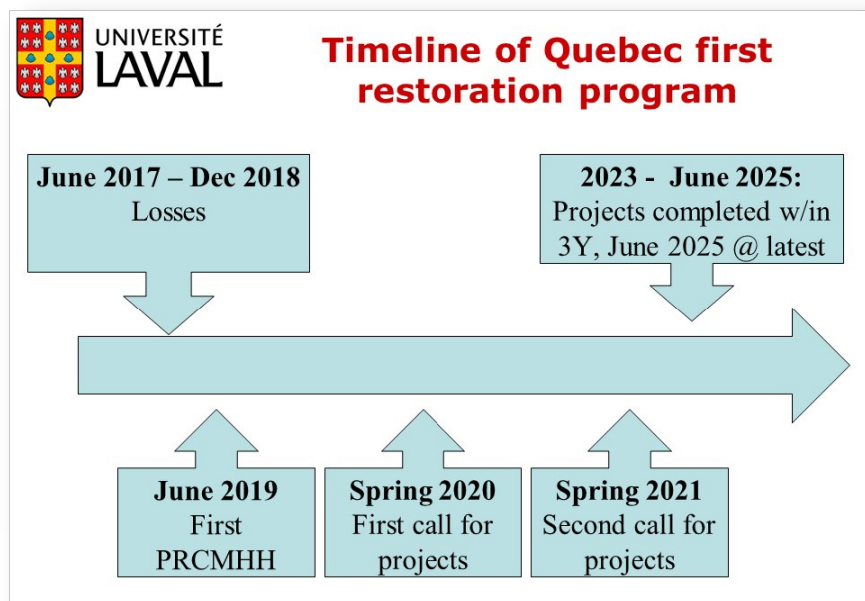 UNIVERSITÉ
LAVAL
Timeline of Quebec first
restoration program
June 2017 – Dec 2018
Losses
2023 - June 2025:
Projects completed w/in
3Y, June 2025 @ latest
June 2019
First
PRCMHH
Spring 2020
First call for
projects
Spring 2021
Second call for
projects